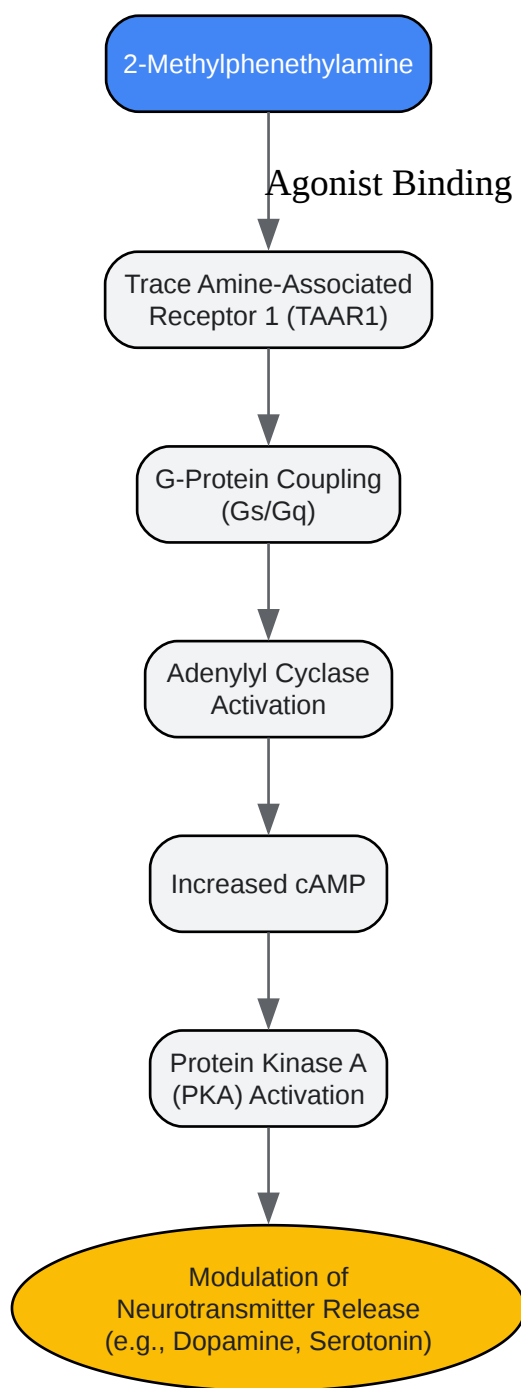 2-Methylphenethylamine
Agonist Binding
Trace Amine-Associated
Receptor 1 (TAAR1)
G-Protein Coupling
(Gs/Gq)
Adenylyl Cyclase
Activation
Increased cAMP
Protein Kinase A
(PKA) Activation
Modulation of
Neurotransmitter Release
(e.g., Dopamine, Serotonin)